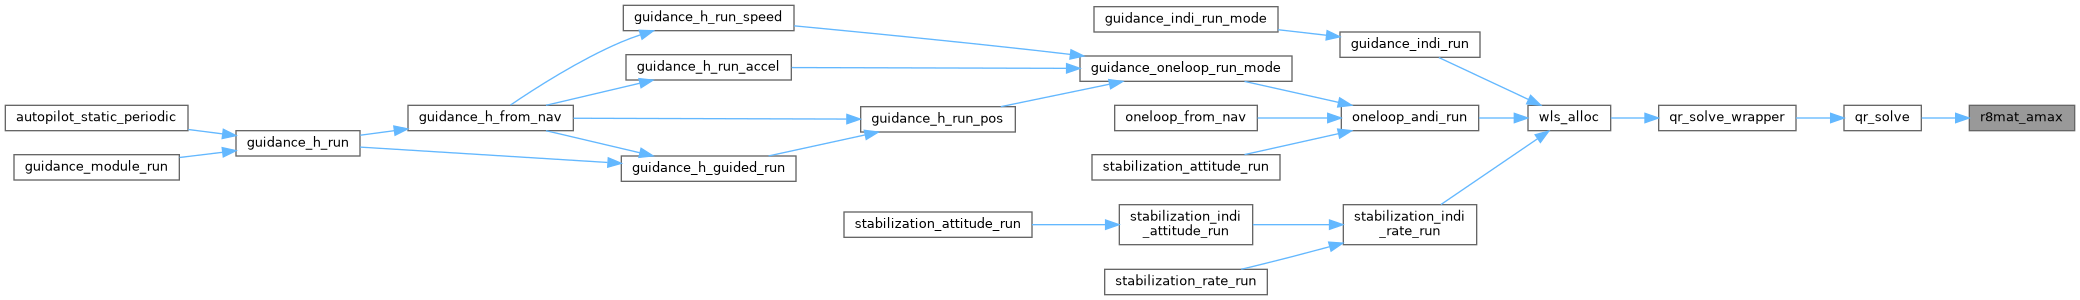 guidance_h_run_speed
guidance_indi_run_mode
guidance_indi_run
guidance_h_run_accel
guidance_oneloop_run_mode
autopilot_static_periodic
guidance_h_from_nav
guidance_h_run_pos
oneloop_from_nav
oneloop_andi_run
wls_alloc
qr_solve_wrapper
qr_solve
r8mat_amax
guidance_h_run
guidance_module_run
guidance_h_guided_run
stabilization_attitude_run
stabilization_attitude_run
stabilization_indi
_attitude_run
stabilization_indi
_rate_run
stabilization_rate_run